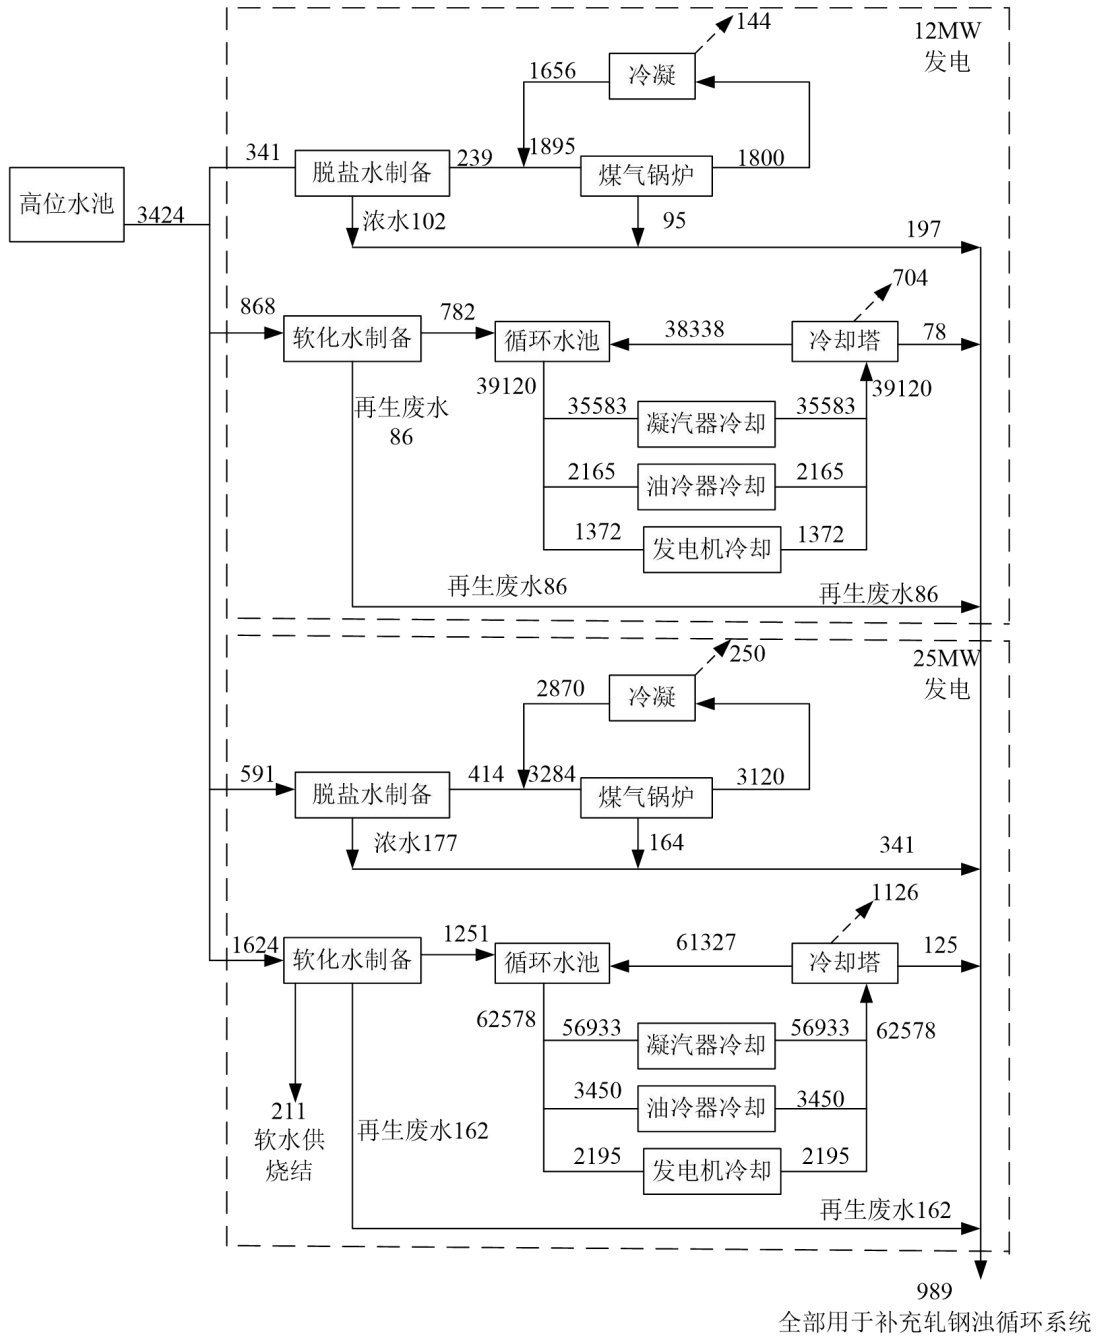 144
12MW
发电
1656
冷凝
341
脱盐水制备
239
1895
煤气锅炉
1800
高位水池
3424
浓水102
95
197
704
868
软化水制备
782
循环水池
38338
冷却塔
78
39120
39120
再生废水
86
35583
凝汽器冷却
35583
2165
油冷器冷却
2165
1372
发电机冷却
1372
再生废水86
再生废水86
250
25MW
发电
2870
冷凝
591
脱盐水制备
414
3284
煤气锅炉
3120
浓水177
164
341
1126
1624
软化水制备
1251
循环水池
61327
冷却塔
125
62578
62578
56933
凝汽器冷却
56933
3450
油冷器冷却
3450
211
软水供
烧结
再生废水162
2195
发电机冷却
2195
再生废水162
989
全部用于补充轧钢浊循环系统